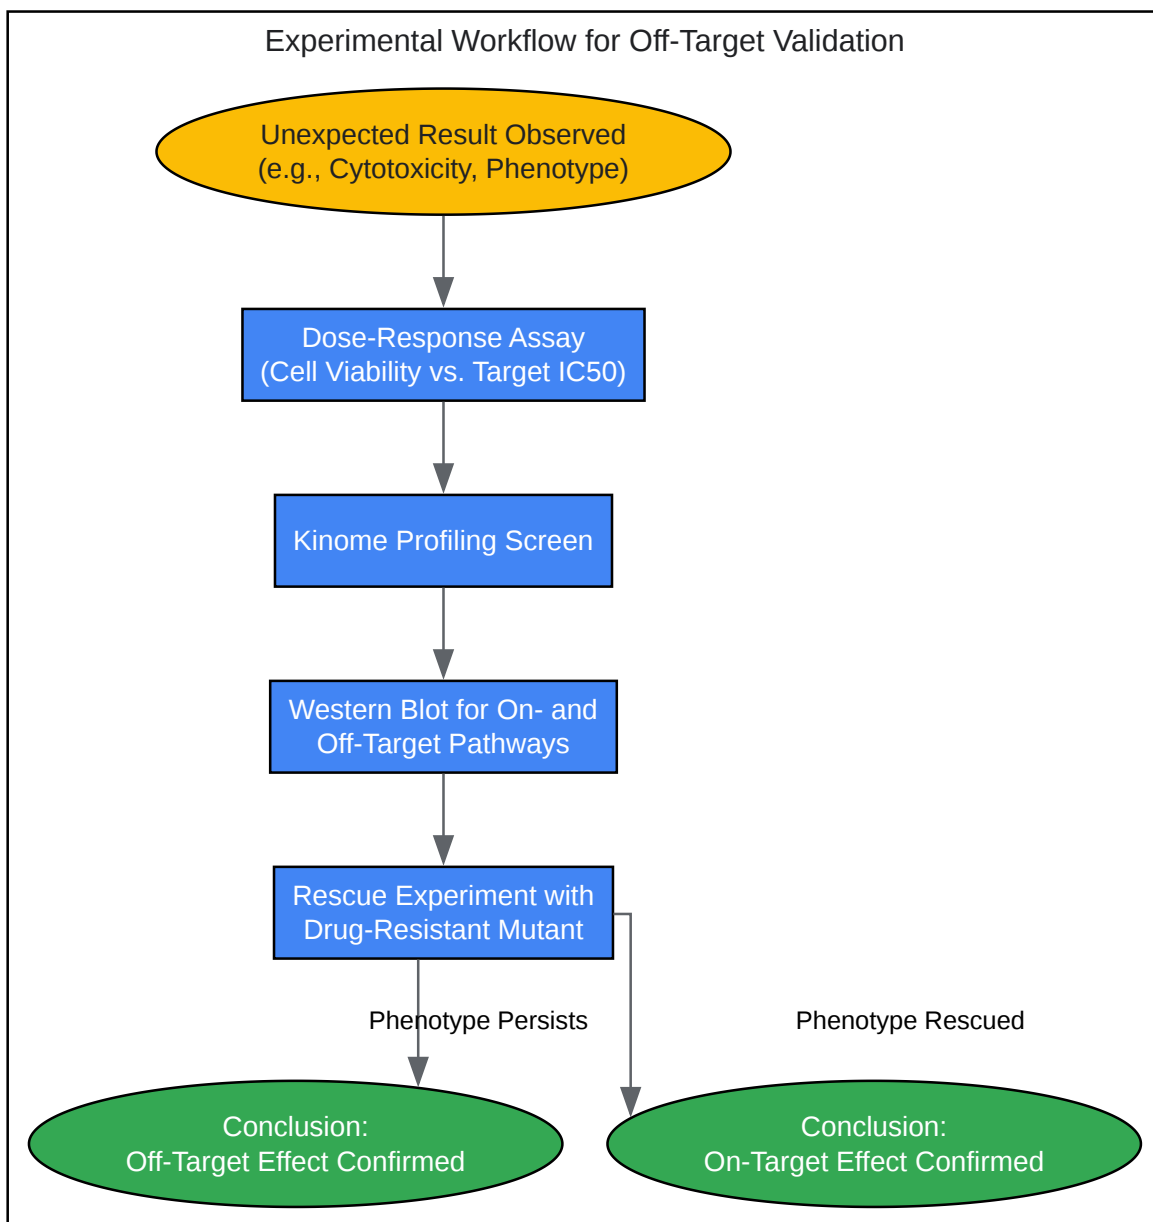 Experimental Workflow for Off-Target Validation
Unexpected Result Observed
(e.g., Cytotoxicity, Phenotype)
Dose-Response Assay
(Cell Viability vs. Target IC50)
Kinome Profiling Screen
Western Blot for On- and
Off-Target Pathways
Rescue Experiment with
Drug-Resistant Mutant
Phenotype Persists
Phenotype Rescued
Conclusion:
Off-Target Effect Confirmed
Conclusion:
On-Target Effect Confirmed